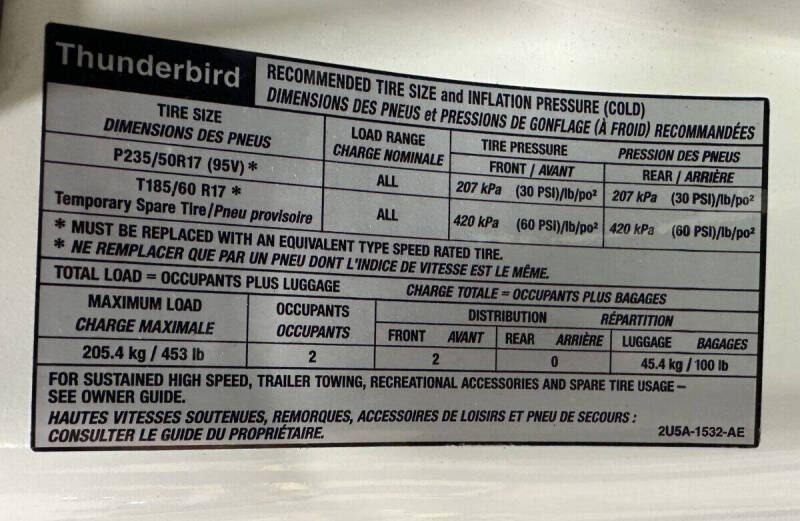 Thunderbird
RECOMMENDED TIRE SIZE and INFLATION PRESSURE (COLD)
DIMENSIONS DES PNEUS et PRESSIONS DE GONFLAGE (À FROID) RECOMMANDÉES
TIRE SIZE
DIMENSIONS DES PNEUS
LOAD RANGE
CHARGE NOMINALE
TIRE PRESSURE PRESSION DES PNEUS
FRONT / AVANT REAR / ARRIÈRE
P235/50R17 (95V) * ALL 207 kPa (30 PSI)/lb/po² 207 kPa (30 PSI)/lb/po²
T185/60 R17 *
Temporary Spare Tire/Pneu provisoire ALL 420 kPa (60 PSI)/lb/po² 420 kPa (60 PSI)/lb/po²
* MUST BE REPLACED WITH AN EQUIVALENT TYPE SPEED RATED TIRE.
* NE REMPLACER QUE PAR UN PNEU DONT L'INDICE DE VITESSE EST LE MÊME.
TOTAL LOAD = OCCUPANTS PLUS LUGGAGE CHARGE TOTALE = OCCUPANTS PLUS BAGAGES
MAXIMUM LOAD
CHARGE MAXIMALE
OCCUPANTS
OCCUPANTS
DISTRIBUTION RÉPARTITION
FRONT AVANT REAR ARRIÈRE LUGGAGE BAGAGES
205.4 kg / 453 lb 2 2 0 45.4 kg / 100 lb
FOR SUSTAINED HIGH SPEED, TRAILER TOWING, RECREATIONAL ACCESSORIES AND SPARE TIRE USAGE –
SEE OWNER GUIDE.
HAUTES VITESSES SOUTENUES, REMORQUES, ACCESSOIRES DE LOISIRS ET PNEU DE SECOURS :
CONSULTER LE GUIDE DU PROPRIÉTAIRE. 2U5A-1532-AE